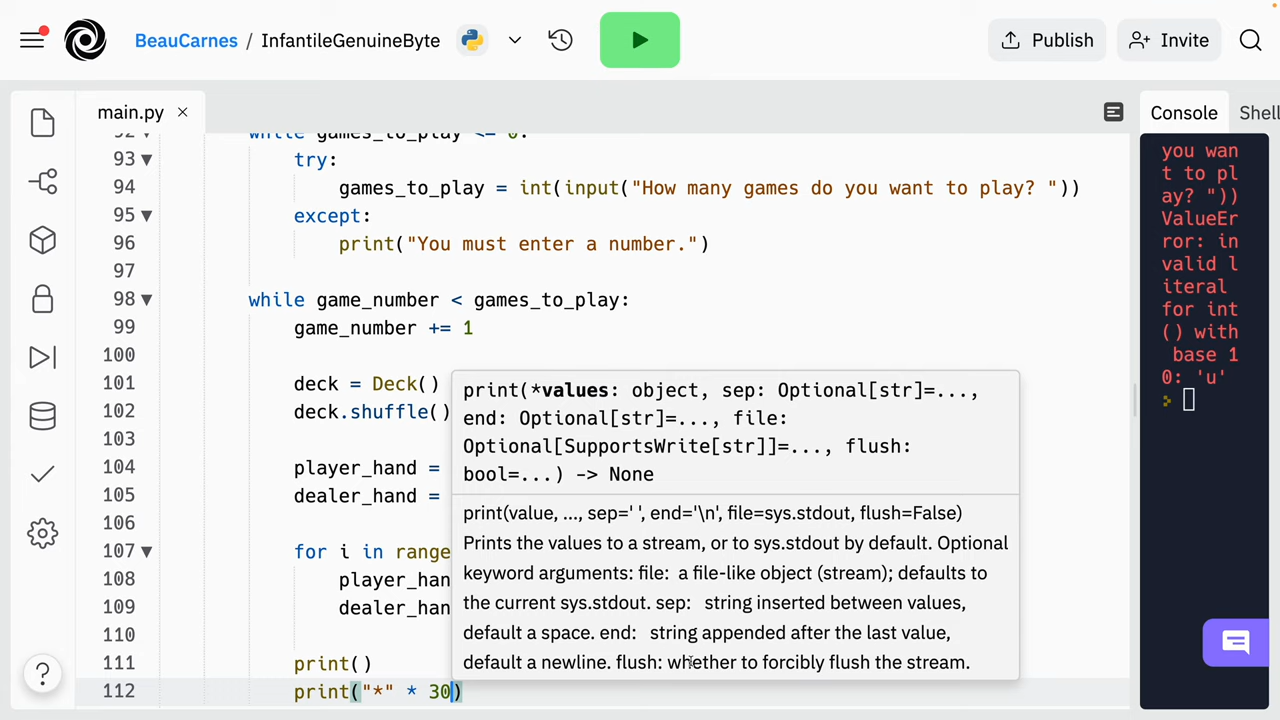 BeauCarnes / InfantileGenuineByte
Publish
Invite
main.py ×
Console
Shell
92 while games_to_play <= 0:
93 try:
94 games_to_play = int(input("How many games do you want to play? "))
95 except:
96 print("You must enter a number.")
97
98 while game_number < games_to_play:
99 game_number += 1
100
101 deck = Deck()
102 deck.shuffle()
103
104 player_hand =
105 dealer_hand =
106
107 for i in range
108 player_han
109 dealer_han
110
111 print()
112 print("*" * 30)
print(*values: object, sep: Optional[str]=...,
end: Optional[str]=..., file:
Optional[SupportsWrite[str]]=..., flush:
bool=...) -> None
print(value, ..., sep=' ', end='\n', file=sys.stdout, flush=False)
Prints the values to a stream, or to sys.stdout by default. Optional
keyword arguments: file: a file-like object (stream); defaults to
the current sys.stdout. sep: string inserted between values,
default a space. end: string appended after the last value,
default a newline. flush: whether to forcibly flush the stream.
you wan
t to pl
ay? "))
ValueEr
ror: in
valid l
iteral
for int
() with
base 1
0: 'u'
>
?